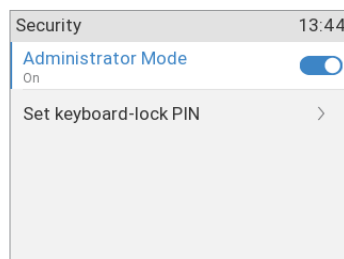 Security 13:44
Administrator Mode
On
Set keyboard-lock PIN